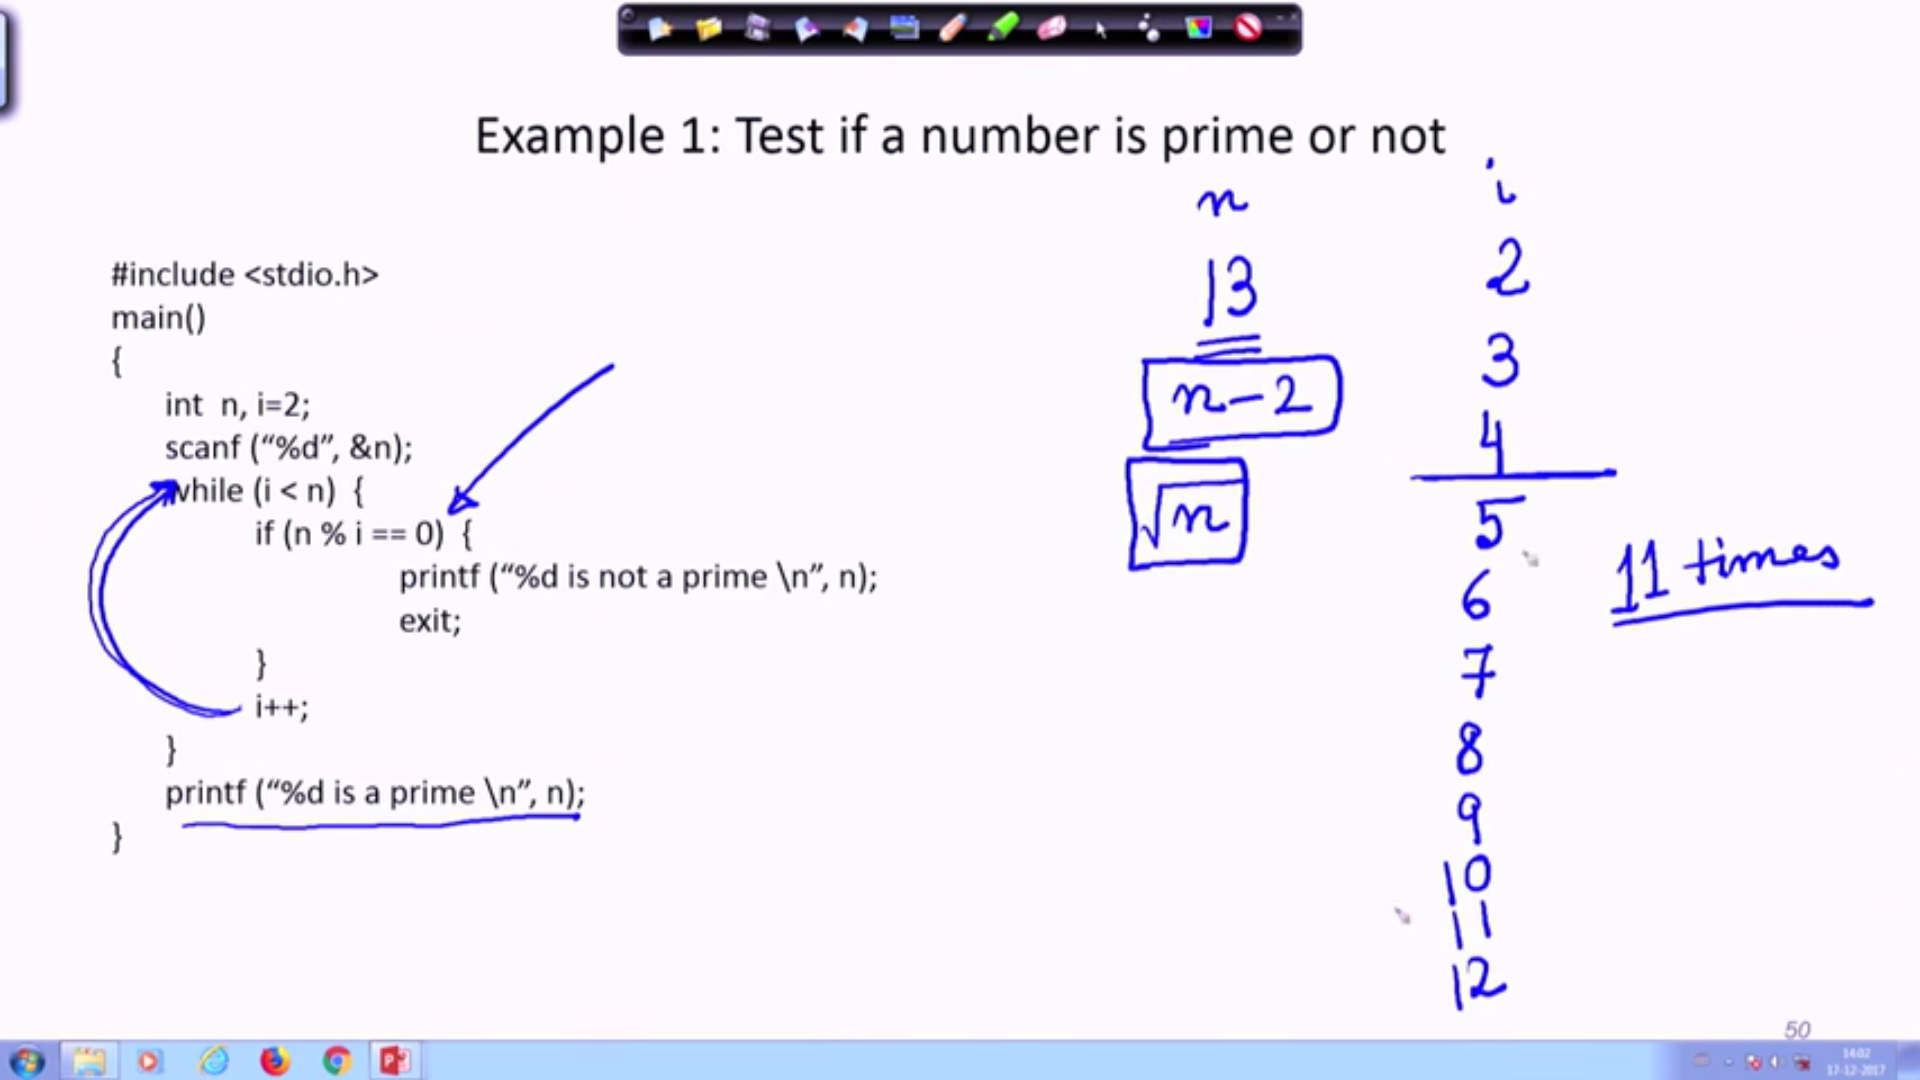 Example 1: Test if a number is prime or not
#include <stdio.h>
main()
{
int n, i=2;
scanf (“%d”, &n);
while (i < n) {
if (n % i == 0) {
printf (“%d is not a prime \n”, n);
exit;
}
i++;
}
printf (“%d is a prime \n”, n);
}
n
13
n-2
√n
i
2
3
4
5
6
7
8
9
10
11
12
11 times
50
14:02
17-12-2017